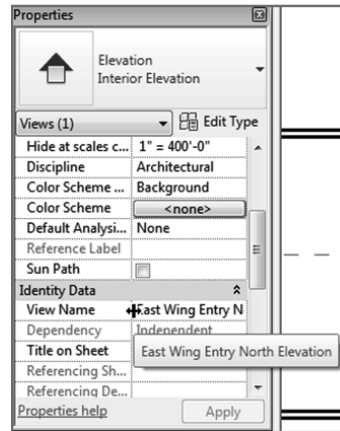 Properties
Elevation
Interior Elevation
Views (1) Edit Type
Hide at scales c... 1" = 400'-0"
Discipline Architectural
Color Scheme ... Background
Color Scheme <none>
Default Analysi... None
Reference Label
Sun Path
Identity Data
View Name East Wing Entry N
Dependency Independent
Title on Sheet
East Wing Entry North Elevation
Referencing Sh...
Referencing De...
Properties help Apply